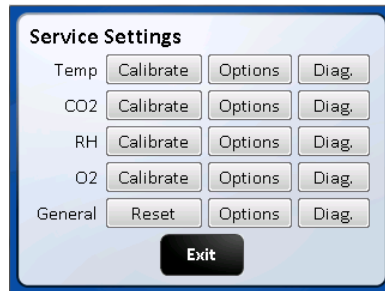 Service Settings
Temp Calibrate Options Diag.
CO2 Calibrate Options Diag.
RH Calibrate Options Diag.
O2 Calibrate Options Diag.
General Reset Options Diag.
Exit